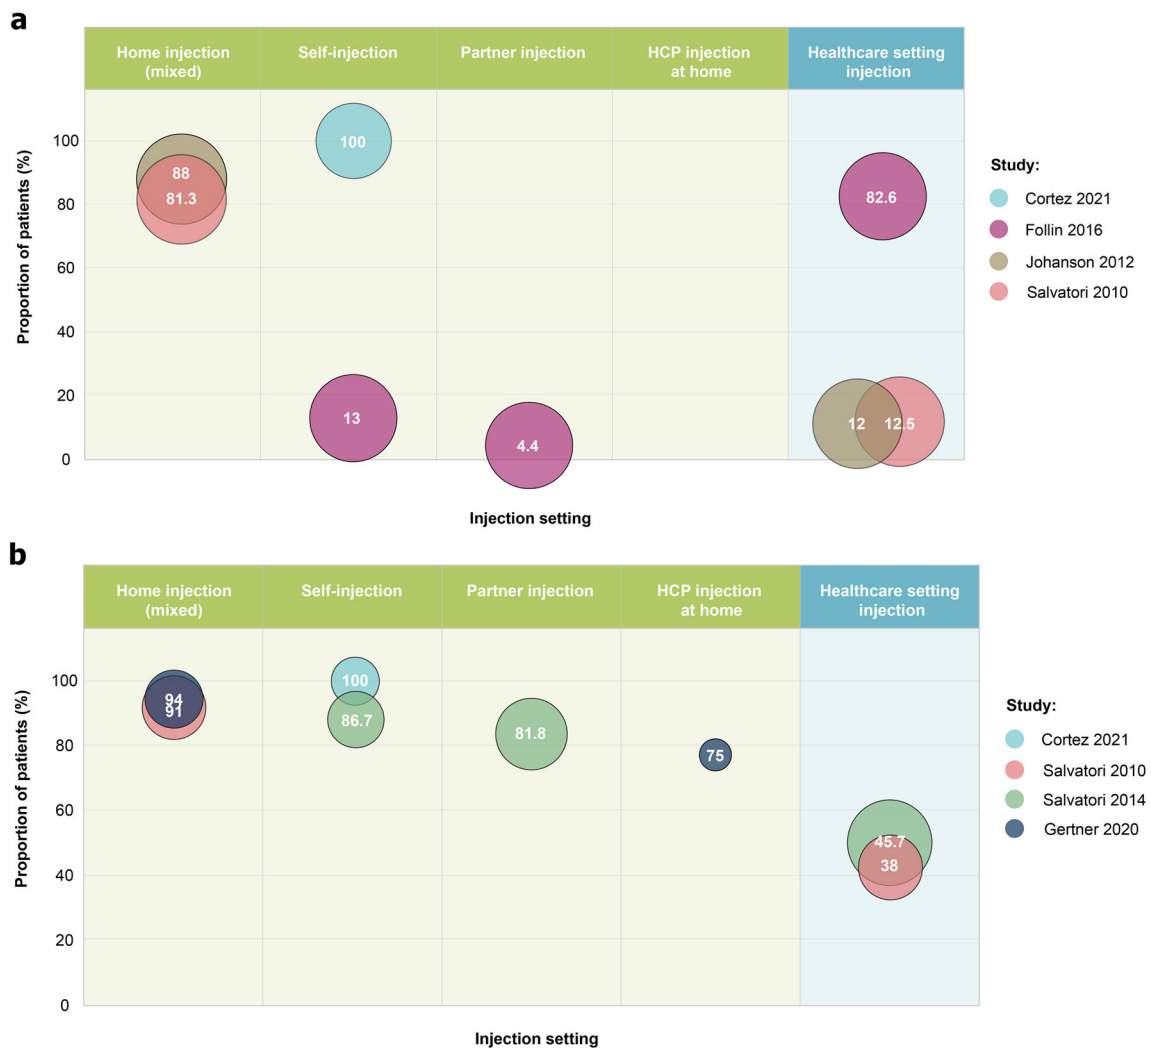 a
Home injection
(mixed)
Self-injection
Partner injection
HCP injection
at home
Healthcare setting
injection
Proportion of patients (%)
100
80
60
40
20
0
88
81.3
100
13
4.4
82.6
12
12.5
Injection setting
Study:
Cortez 2021
Follin 2016
Johanson 2012
Salvatori 2010
b
Home injection
(mixed)
Self-injection
Partner injection
HCP injection
at home
Healthcare setting
injection
Proportion of patients (%)
100
80
60
40
20
0
94
91
100
86.7
81.8
75
45.7
38
Injection setting
Study:
Cortez 2021
Salvatori 2010
Salvatori 2014
Gertner 2020